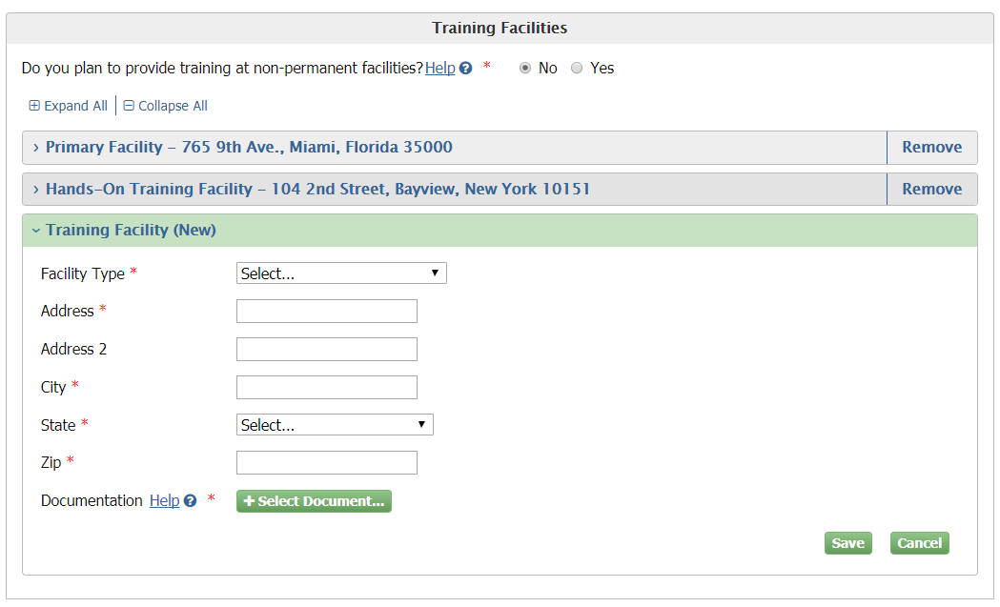 Training Facilities
Do you plan to provide training at non-permanent facilities? Help ? * No Yes
Expand All | Collapse All
› Primary Facility – 765 9th Ave., Miami, Florida 35000 Remove
› Hands-On Training Facility – 104 2nd Street, Bayview, New York 10151 Remove
Training Facility (New)
Facility Type * Select...
Address *
Address 2
City *
State * Select...
Zip *
Documentation Help ? * + Select Document...
Save Cancel